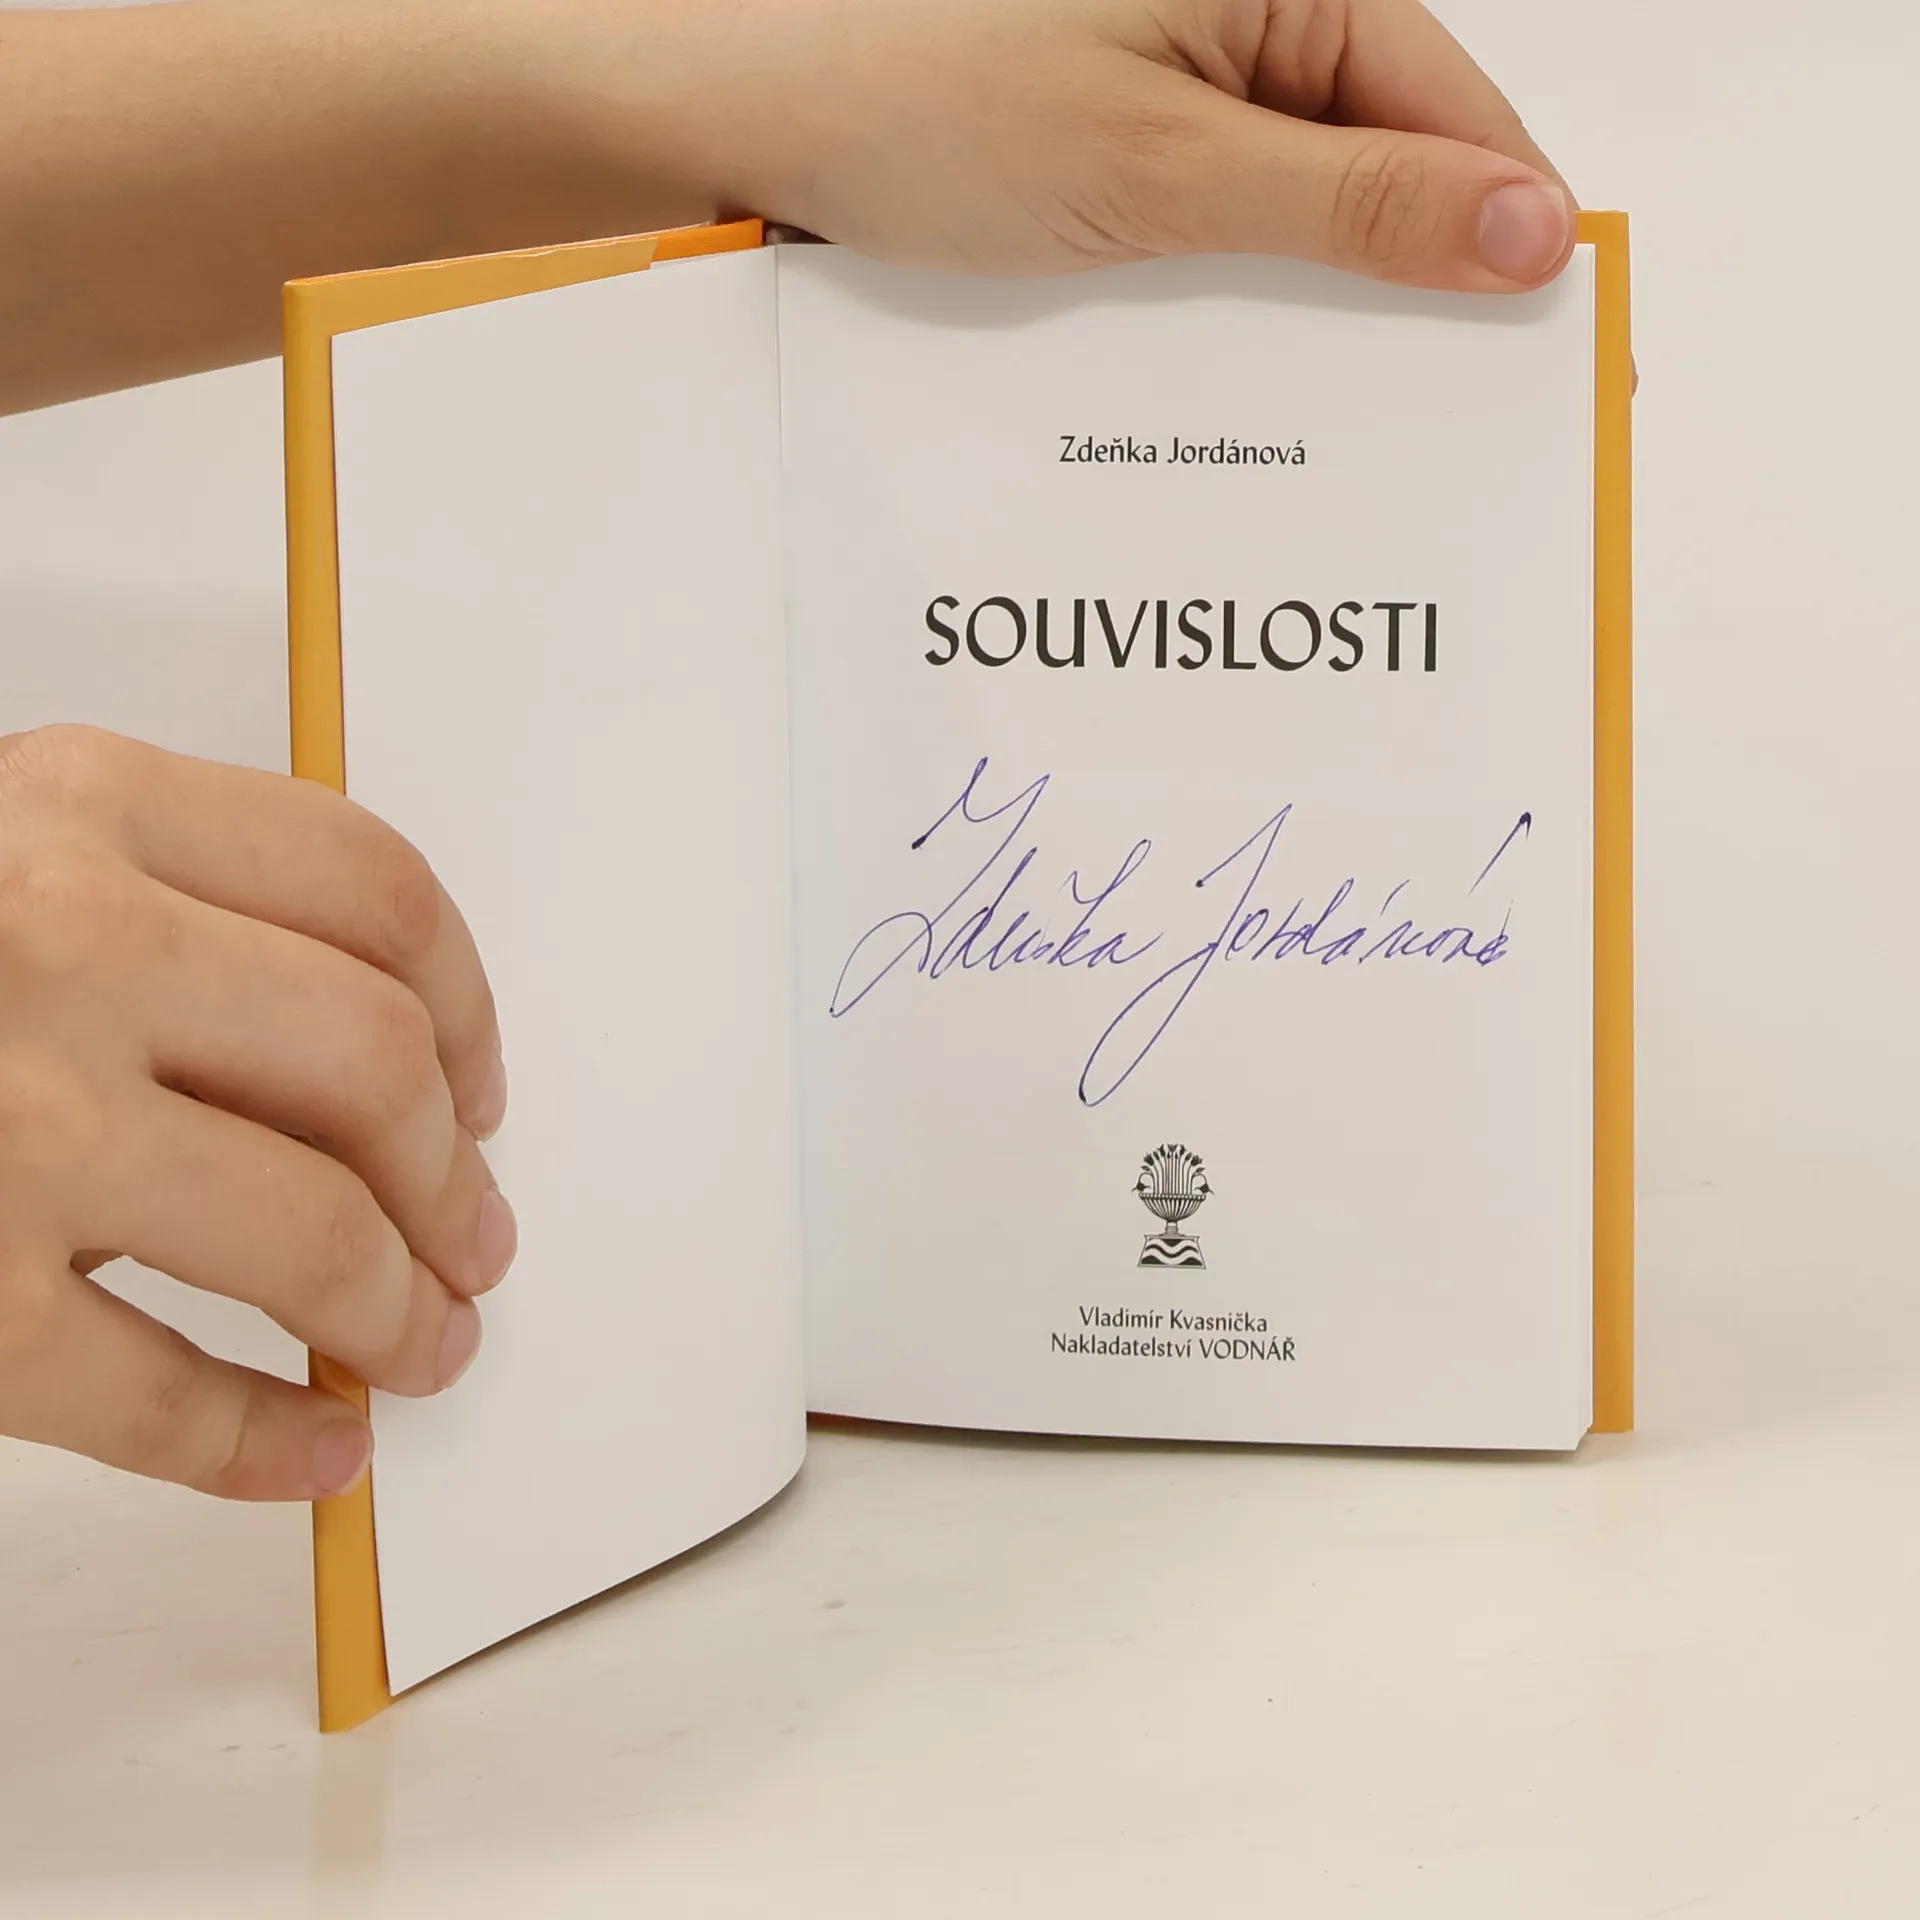 Zdeňka Jordánová
SOUVISLOSTI
Zdeňka Jordánová
Vladimír Kvasnička
Nakladatelství VODNÁŘ